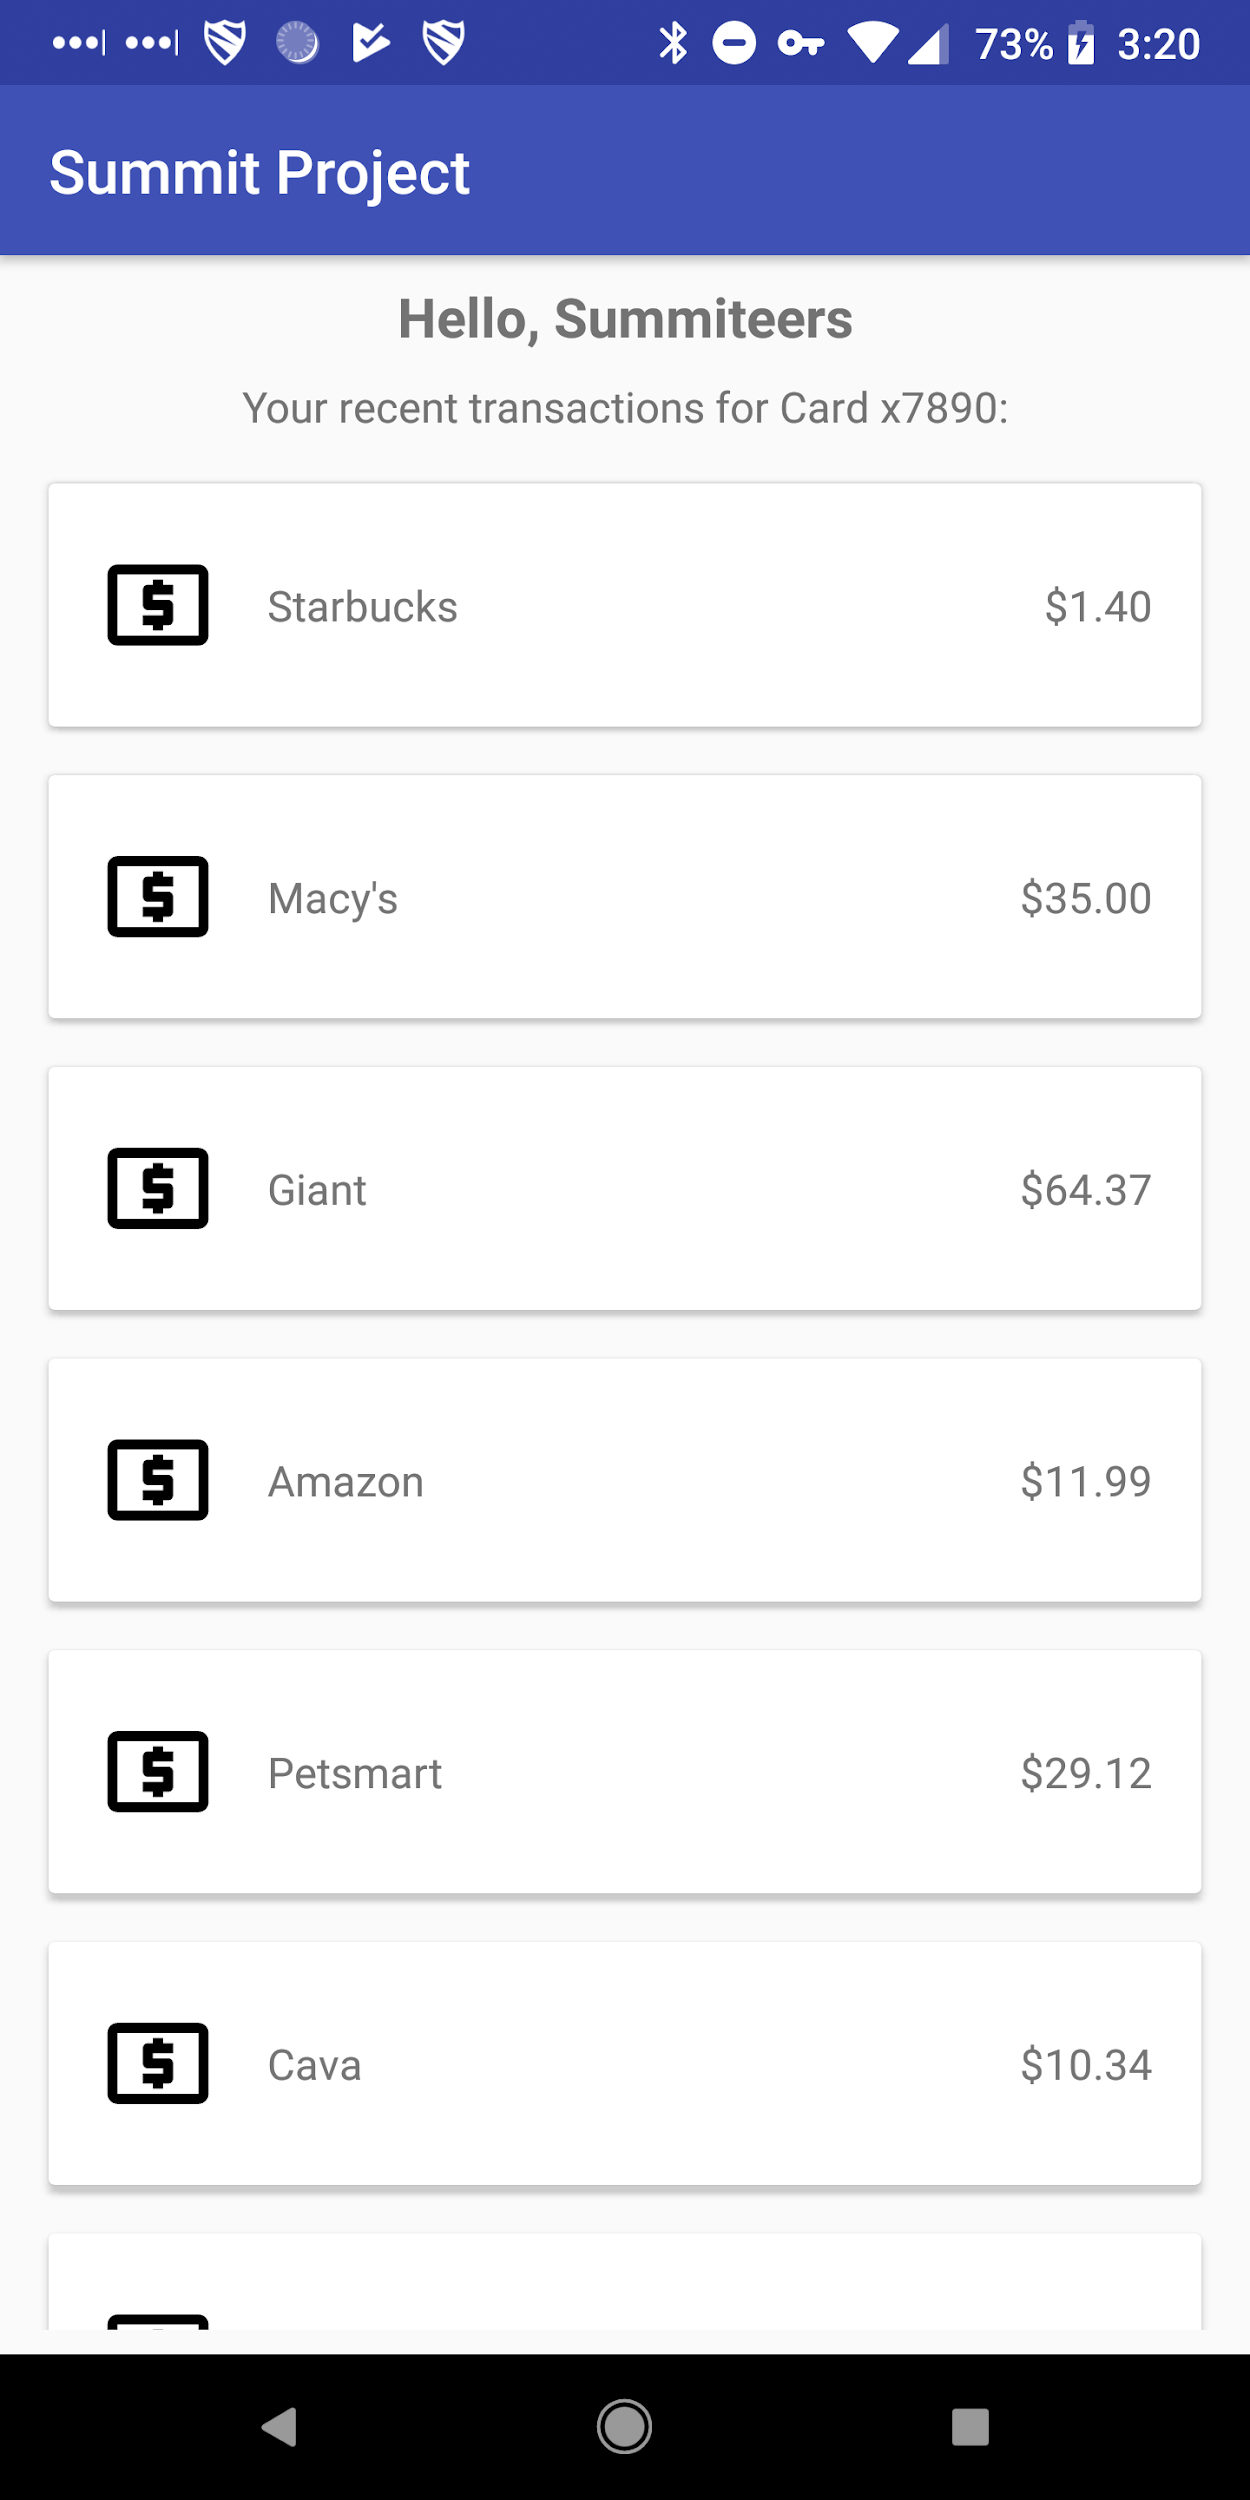 73% 3:20
Summit Project
Hello, Summiteers
Your recent transactions for Card x7890:
Starbucks $1.40
Macy's $35.00
Giant $64.37
Amazon $11.99
Petsmart $29.12
Cava $10.34